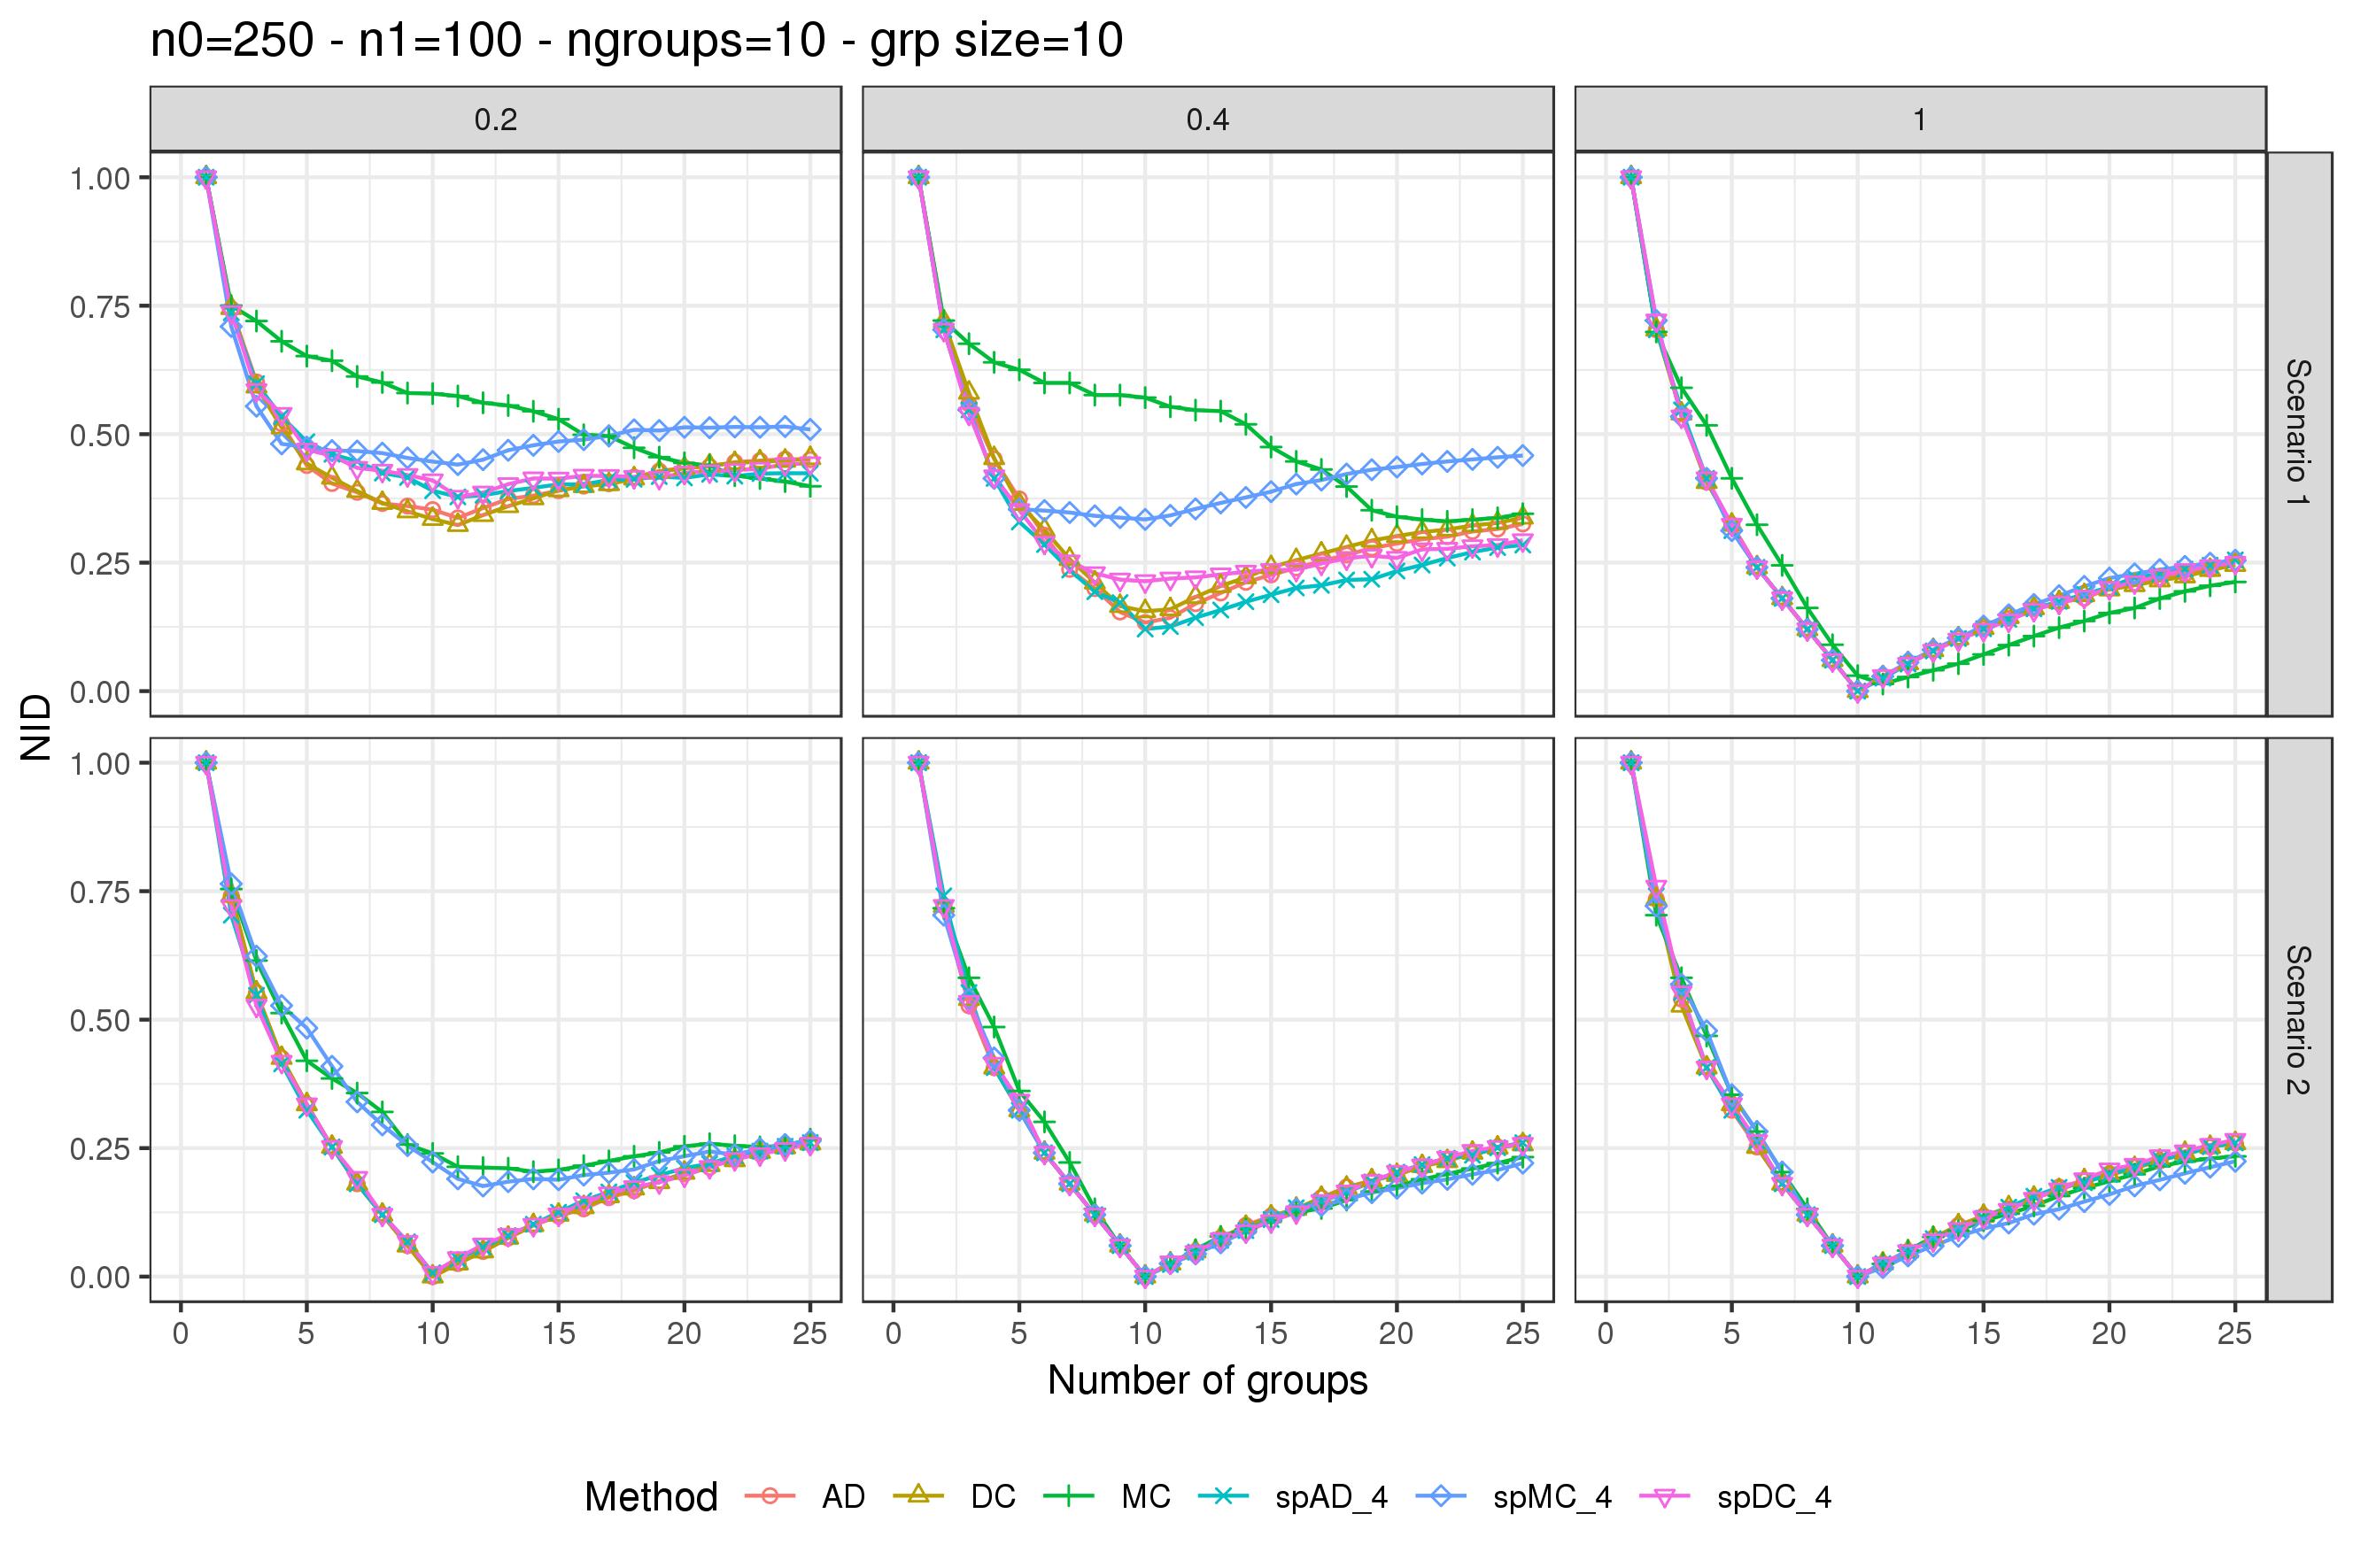 n0=250 - n1=100 - ngroups=10 - grp size=10
0.2 0.4 1
1.00
0.75
0.50
0.25
0.00
Scenario 1
NID
1.00
0.75
0.50
0.25
0.00
Scenario 2
0 5 10 15 20 25 0 5 10 15 20 25 0 5 10 15 20 25
Number of groups
Method AD DC MC spAD_4 spMC_4 spDC_4